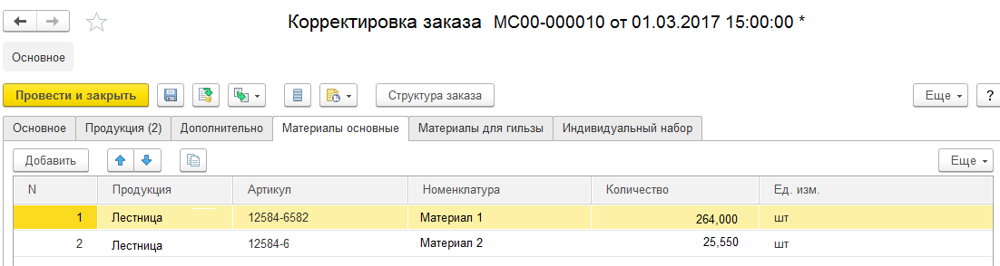 Корректировка заказа МС00-000010 от 01.03.2017 15:00:00 *
Основное
Провести и закрыть Структура заказа Еще ?
Основное Продукция (2) Дополнительно Материалы основные Материалы для гильзы Индивидуальный набор
Добавить Еще
N Продукция Артикул Номенклатура Количество Ед. изм.
1 Лестница 12584-6582 Материал 1 264,000 шт
2 Лестница 12584-6 Материал 2 25,550 шт